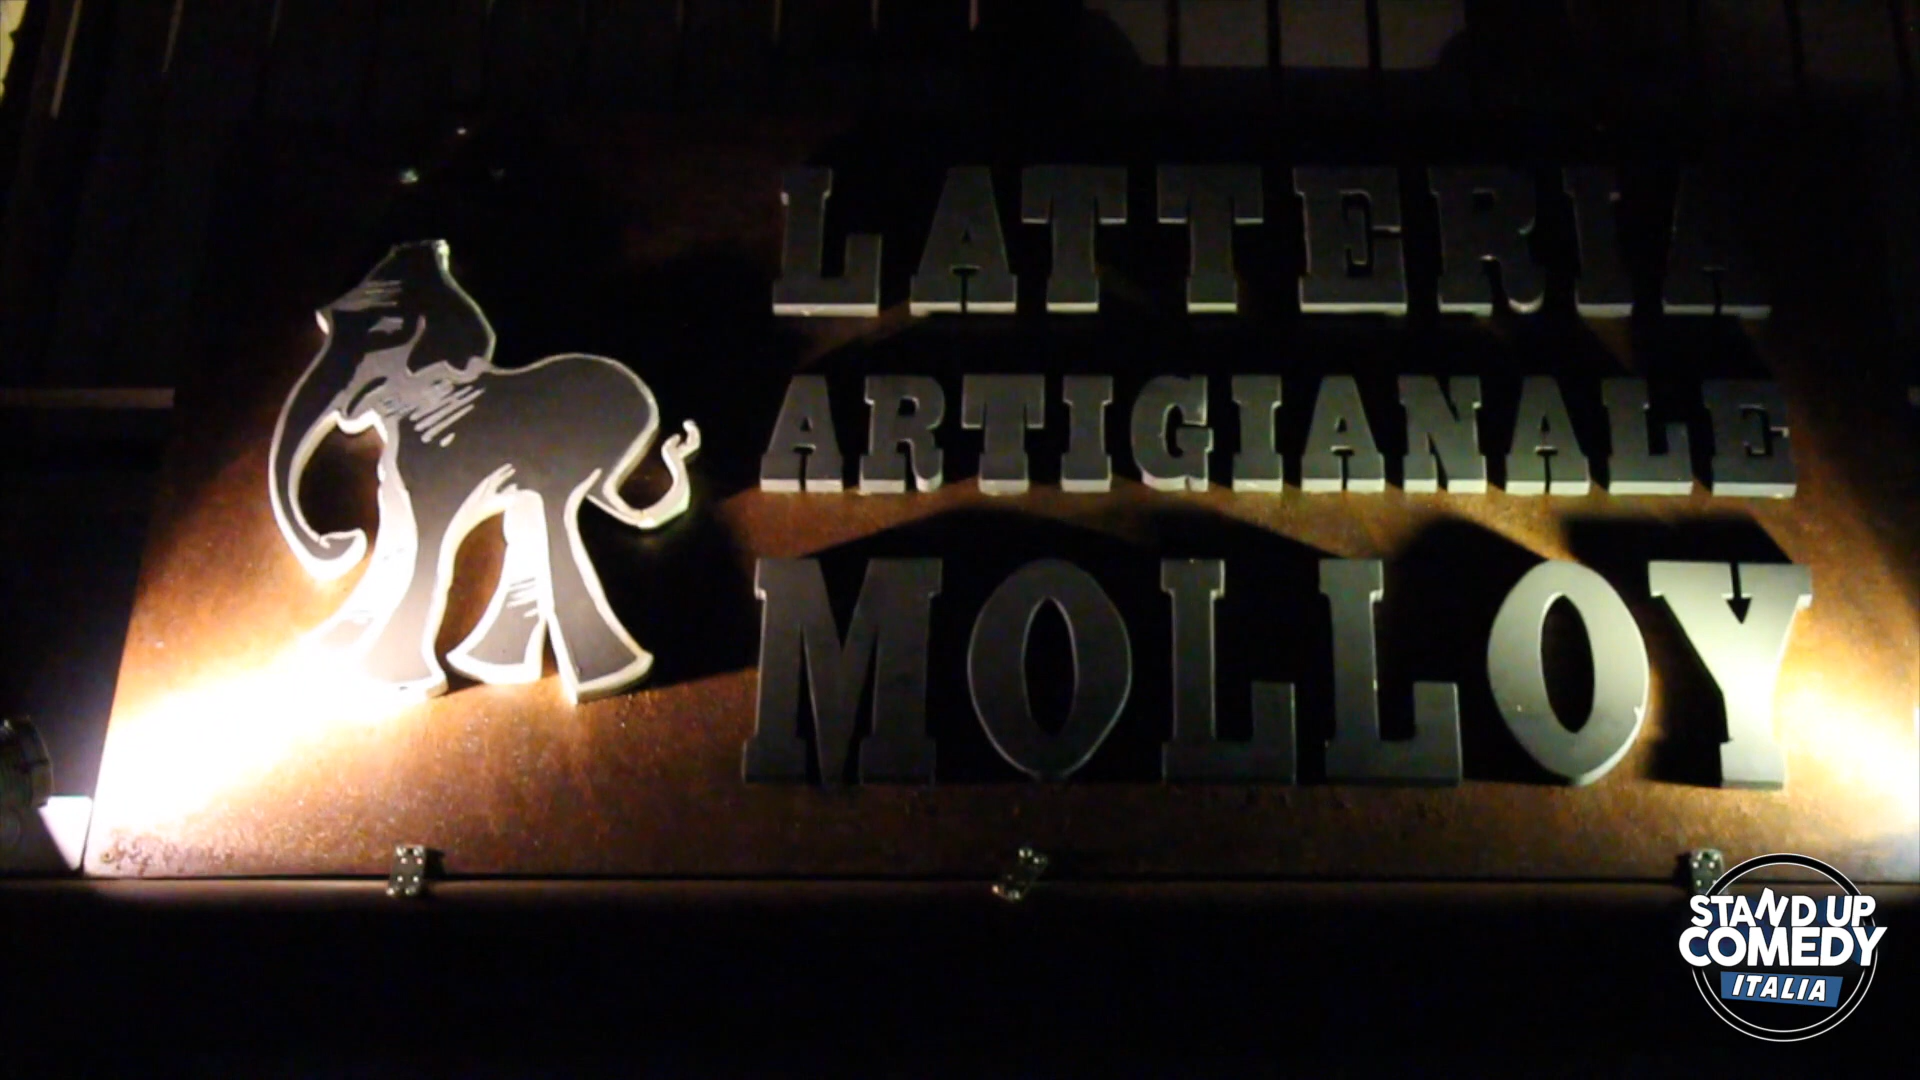 LATTERIA
ARTIGIANALE
MOLLOY
STAND UP
COMEDY
ITALIA